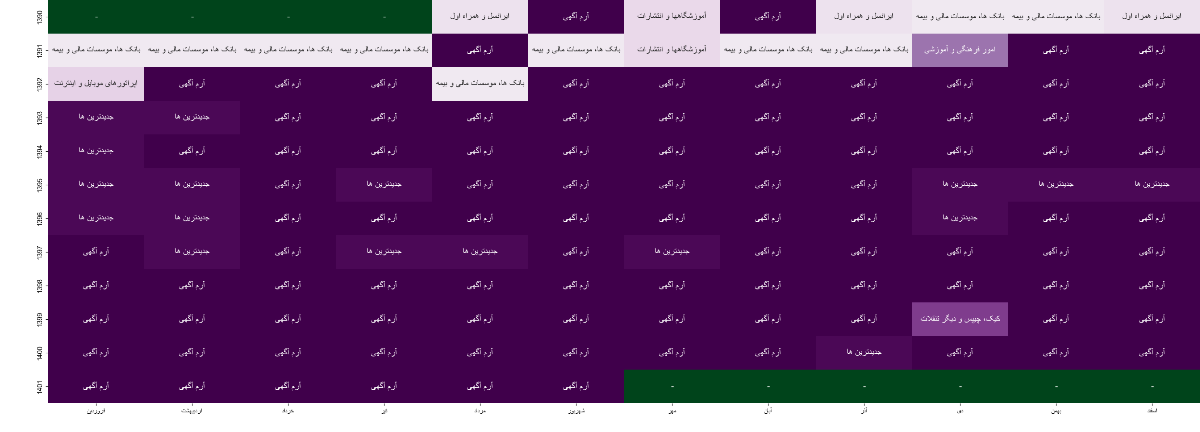 1390 - - - - ایرانسل و همراه اول آرم آگهی آموزشگاهها و انتشارات آرم آگهی ایرانسل و همراه اول بانک ها، موسسات مالی و بیمه بانک ها، موسسات مالی و بیمه ایرانسل و همراه اول
1391 بانک ها، موسسات مالی و بیمه بانک ها، موسسات مالی و بیمه بانک ها، موسسات مالی و بیمه بانک ها، موسسات مالی و بیمه آرم آگهی بانک ها، موسسات مالی و بیمه آموزشگاهها و انتشارات بانک ها، موسسات مالی و بیمه بانک ها، موسسات مالی و بیمه امور فرهنگی و آموزشی آرم آگهی آرم آگهی
1392 اپراتورهای موبایل و اینترنت آرم آگهی آرم آگهی آرم آگهی بانک ها، موسسات مالی و بیمه آرم آگهی آرم آگهی آرم آگهی آرم آگهی آرم آگهی آرم آگهی آرم آگهی
1393 جدیدترین ها جدیدترین ها آرم آگهی آرم آگهی آرم آگهی آرم آگهی آرم آگهی آرم آگهی آرم آگهی آرم آگهی آرم آگهی آرم آگهی
1394 جدیدترین ها آرم آگهی آرم آگهی آرم آگهی آرم آگهی آرم آگهی آرم آگهی آرم آگهی آرم آگهی آرم آگهی آرم آگهی آرم آگهی
1395 جدیدترین ها جدیدترین ها آرم آگهی جدیدترین ها آرم آگهی آرم آگهی آرم آگهی آرم آگهی آرم آگهی جدیدترین ها جدیدترین ها جدیدترین ها
1396 جدیدترین ها جدیدترین ها آرم آگهی آرم آگهی آرم آگهی آرم آگهی آرم آگهی آرم آگهی آرم آگهی جدیدترین ها آرم آگهی آرم آگهی
1397 آرم آگهی جدیدترین ها آرم آگهی جدیدترین ها جدیدترین ها آرم آگهی جدیدترین ها آرم آگهی آرم آگهی آرم آگهی آرم آگهی آرم آگهی
1398 آرم آگهی آرم آگهی آرم آگهی آرم آگهی آرم آگهی آرم آگهی آرم آگهی آرم آگهی آرم آگهی آرم آگهی آرم آگهی آرم آگهی
1399 آرم آگهی آرم آگهی آرم آگهی آرم آگهی آرم آگهی آرم آگهی آرم آگهی آرم آگهی آرم آگهی کیک، چیپس و دیگر تنقلات آرم آگهی آرم آگهی
1400 آرم آگهی آرم آگهی آرم آگهی آرم آگهی آرم آگهی آرم آگهی آرم آگهی آرم آگهی جدیدترین ها آرم آگهی آرم آگهی آرم آگهی
1401 آرم آگهی آرم آگهی آرم آگهی آرم آگهی آرم آگهی آرم آگهی - - - - - -
فروردین اردیبهشت خرداد تیر مرداد شهریور مهر آبان آذر دی بهمن اسفند